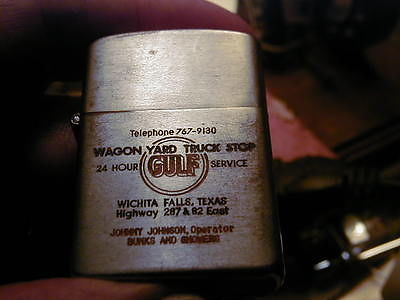 Telephone 767-9130
WAGON YARD TRUCK STOP
24 HOUR GULF SERVICE
WICHITA FALLS, TEXAS
Highway 287 & 82 East
JOHNNY JOHNSON, Operator
BUNKS AND SHOWERS